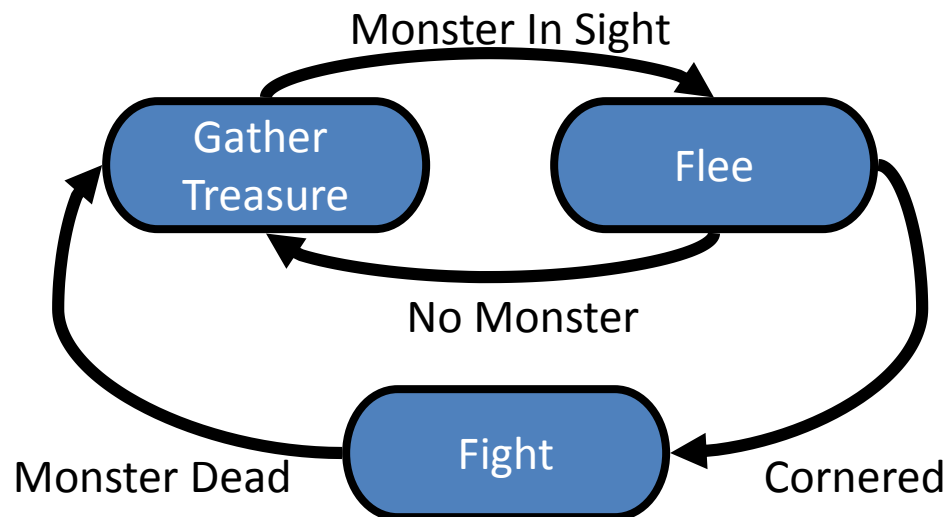 Monster In Sight
Gather
Treasure
Flee
No Monster
Fight
Monster Dead
Cornered